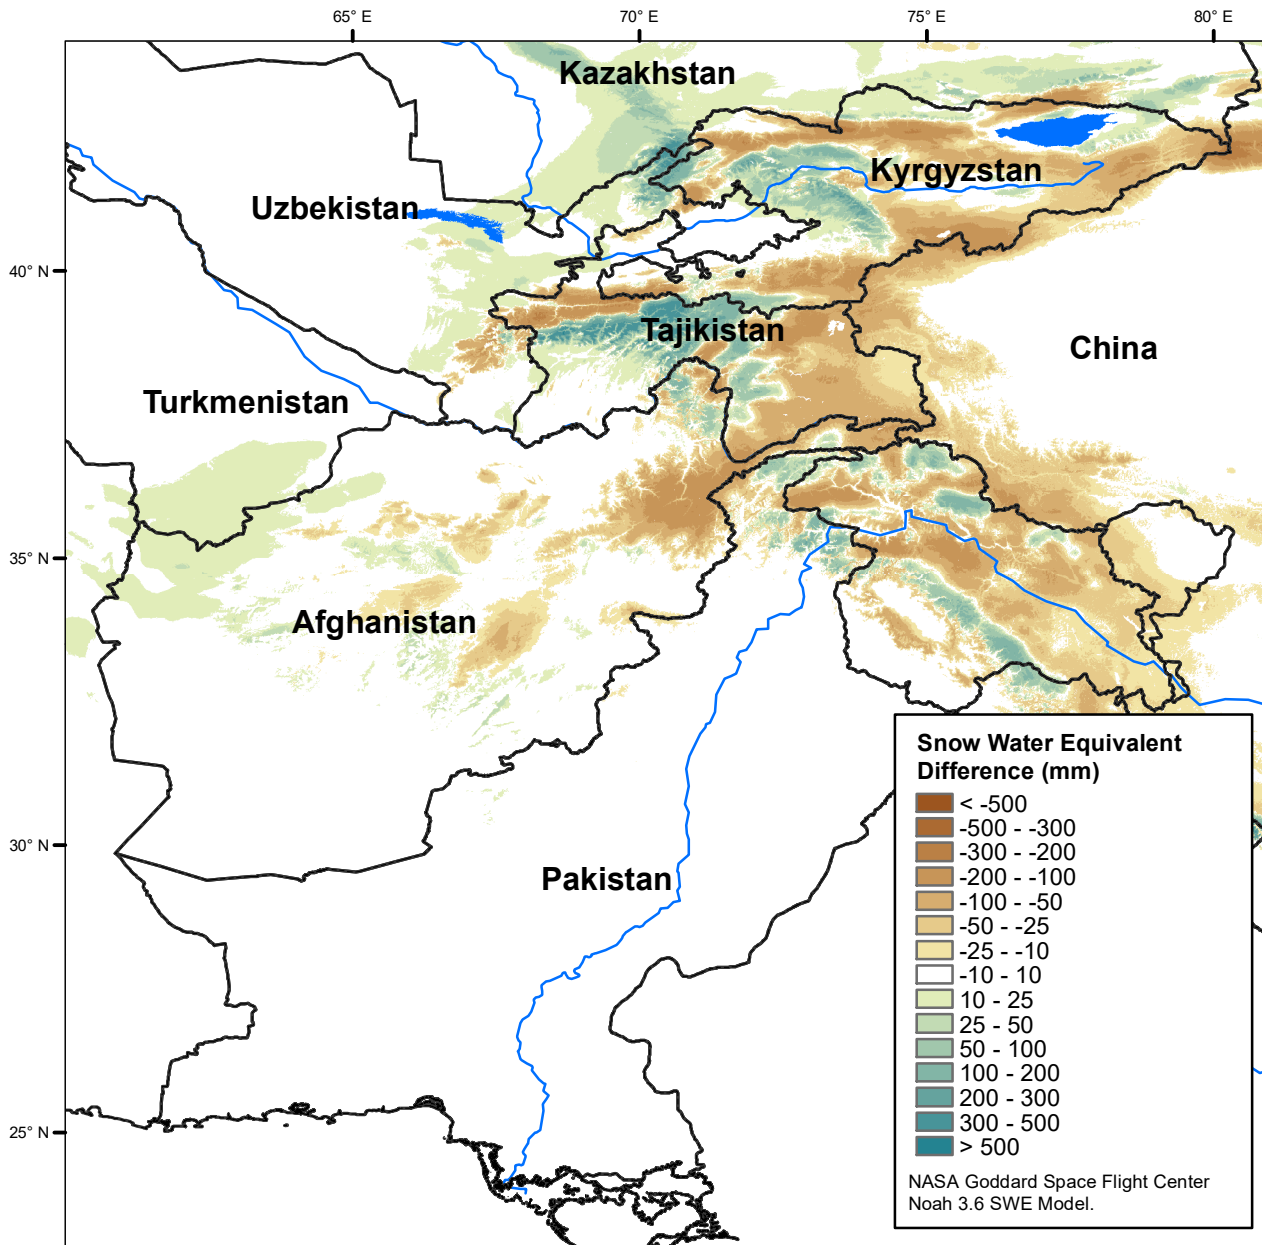 65° E
70° E
75° E
80° E
Kazakhstan
Kyrgyzstan
Uzbekistan
40° N
Tajikistan
China
Turkmenistan
35° N
Afghanistan
Snow Water Equivalent
Difference (mm)
< -500
-500 - -300
-300 - -200
-200 - -100
-100 - -50
-50 - -25
-25 - -10
-10 - 10
10 - 25
25 - 50
50 - 100
100 - 200
200 - 300
300 - 500
> 500
NASA Goddard Space Flight Center
Noah 3.6 SWE Model.
30° N
Pakistan
25° N